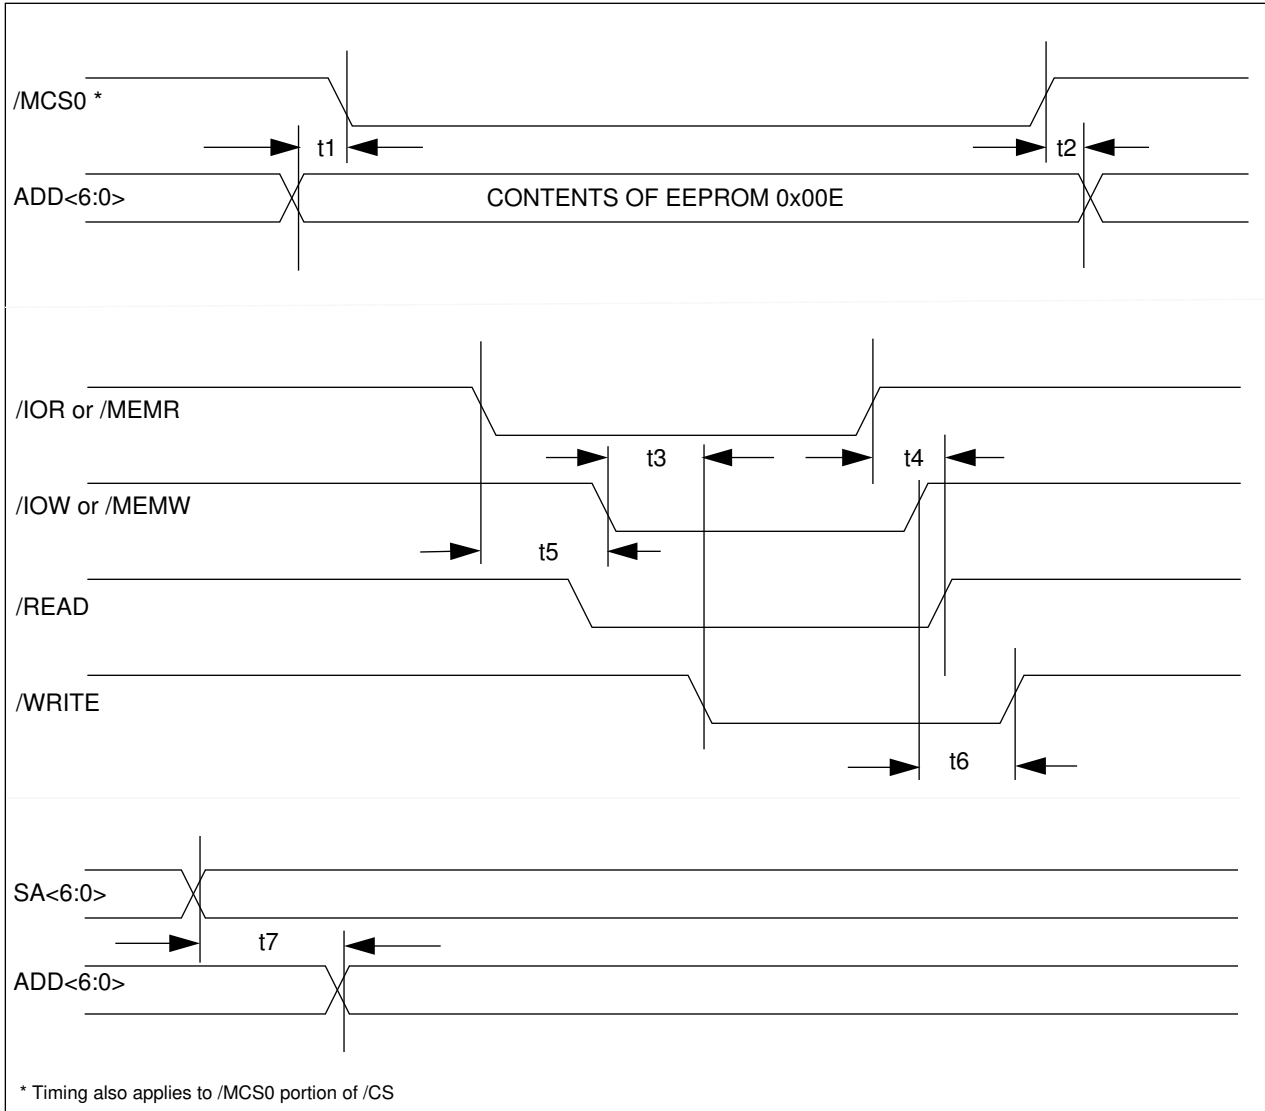 /MCS0 *
t1
t2
ADD<6:0>
CONTENTS OF EEPROM 0x00E
/IOR or /MEMR
t3
t4
/IOW or /MEMW
t5
/READ
/WRITE
t6
SA<6:0>
t7
ADD<6:0>
* Timing also applies to /MCS0 portion of /CS